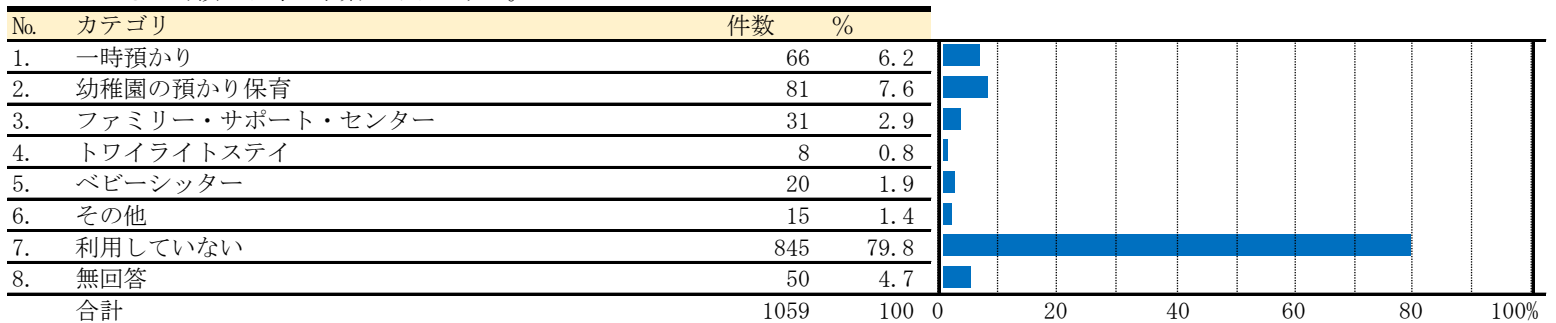 № カテゴリ 件数 %
1. 一時預かり 66 6.2
2. 幼稚園の預かり保育 81 7.6
3. ファミリー・サポート・センター 31 2.9
4. トワイライトステイ 8 0.8
5. ベビーシッター 20 1.9
6. その他 15 1.4
7. 利用していない 845 79.8
8. 無回答 50 4.7
合計 1059 100 0 20 40 60 80 100%